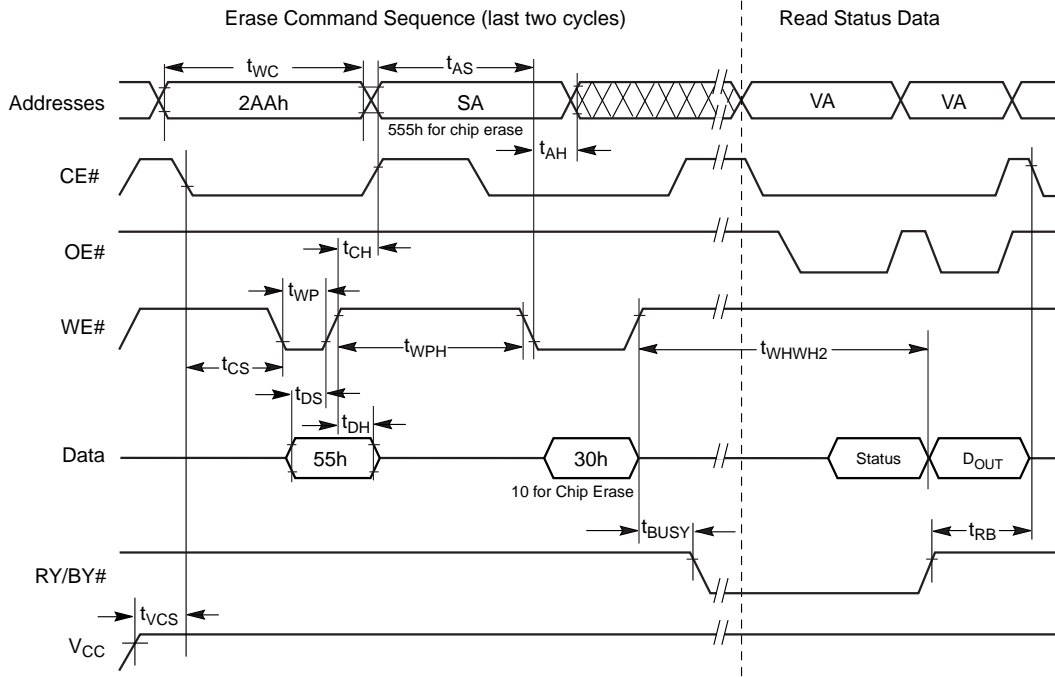 Erase Command Sequence (last two cycles)
Read Status Data
tWC
tAS
Addresses
2AAh
SA
VA
VA
555h for chip erase
tAH
CE#
OE#
tCH
tWP
WE#
tWPH
tWHWH2
tCS
tDS
tDH
Data
55h
30h
Status
DOUT
10 for Chip Erase
tBUSY
tRB
RY/BY#
tVCS
VCC